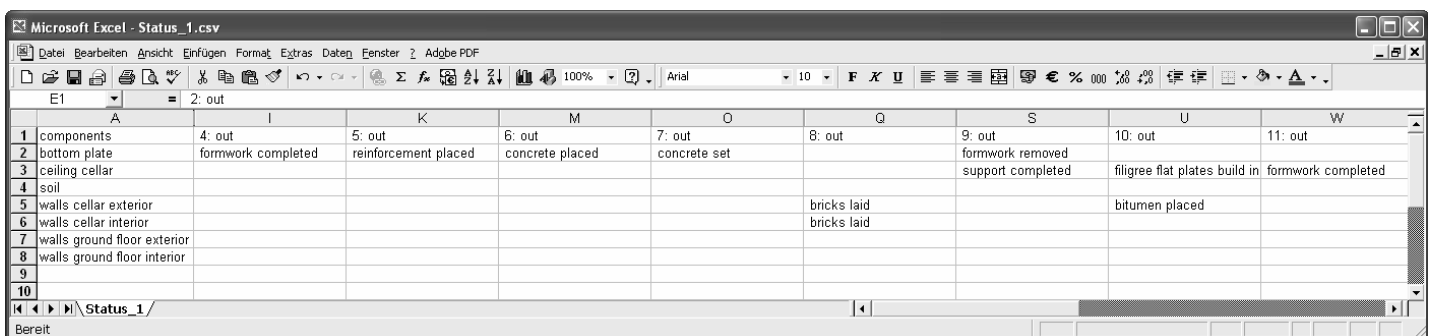 Microsoft Excel - Status_1.csv
Datei Bearbeiten Ansicht Einfügen Format Extras Daten Fenster ? Adobe PDF
100% Arial 10 F K U € % 000
E1 = 2: out
A I K M O Q S U W
1 components 4: out 5: out 6: out 7: out 8: out 9: out 10: out 11: out
2 bottom plate formwork completed reinforcement placed concrete placed concrete set formwork removed
3 ceiling cellar support completed filigree flat plates build in formwork completed
4 soil
5 walls cellar exterior bricks laid bitumen placed
6 walls cellar interior bricks laid
7 walls ground floor exterior
8 walls ground floor interior
9
10
Status_1
Bereit